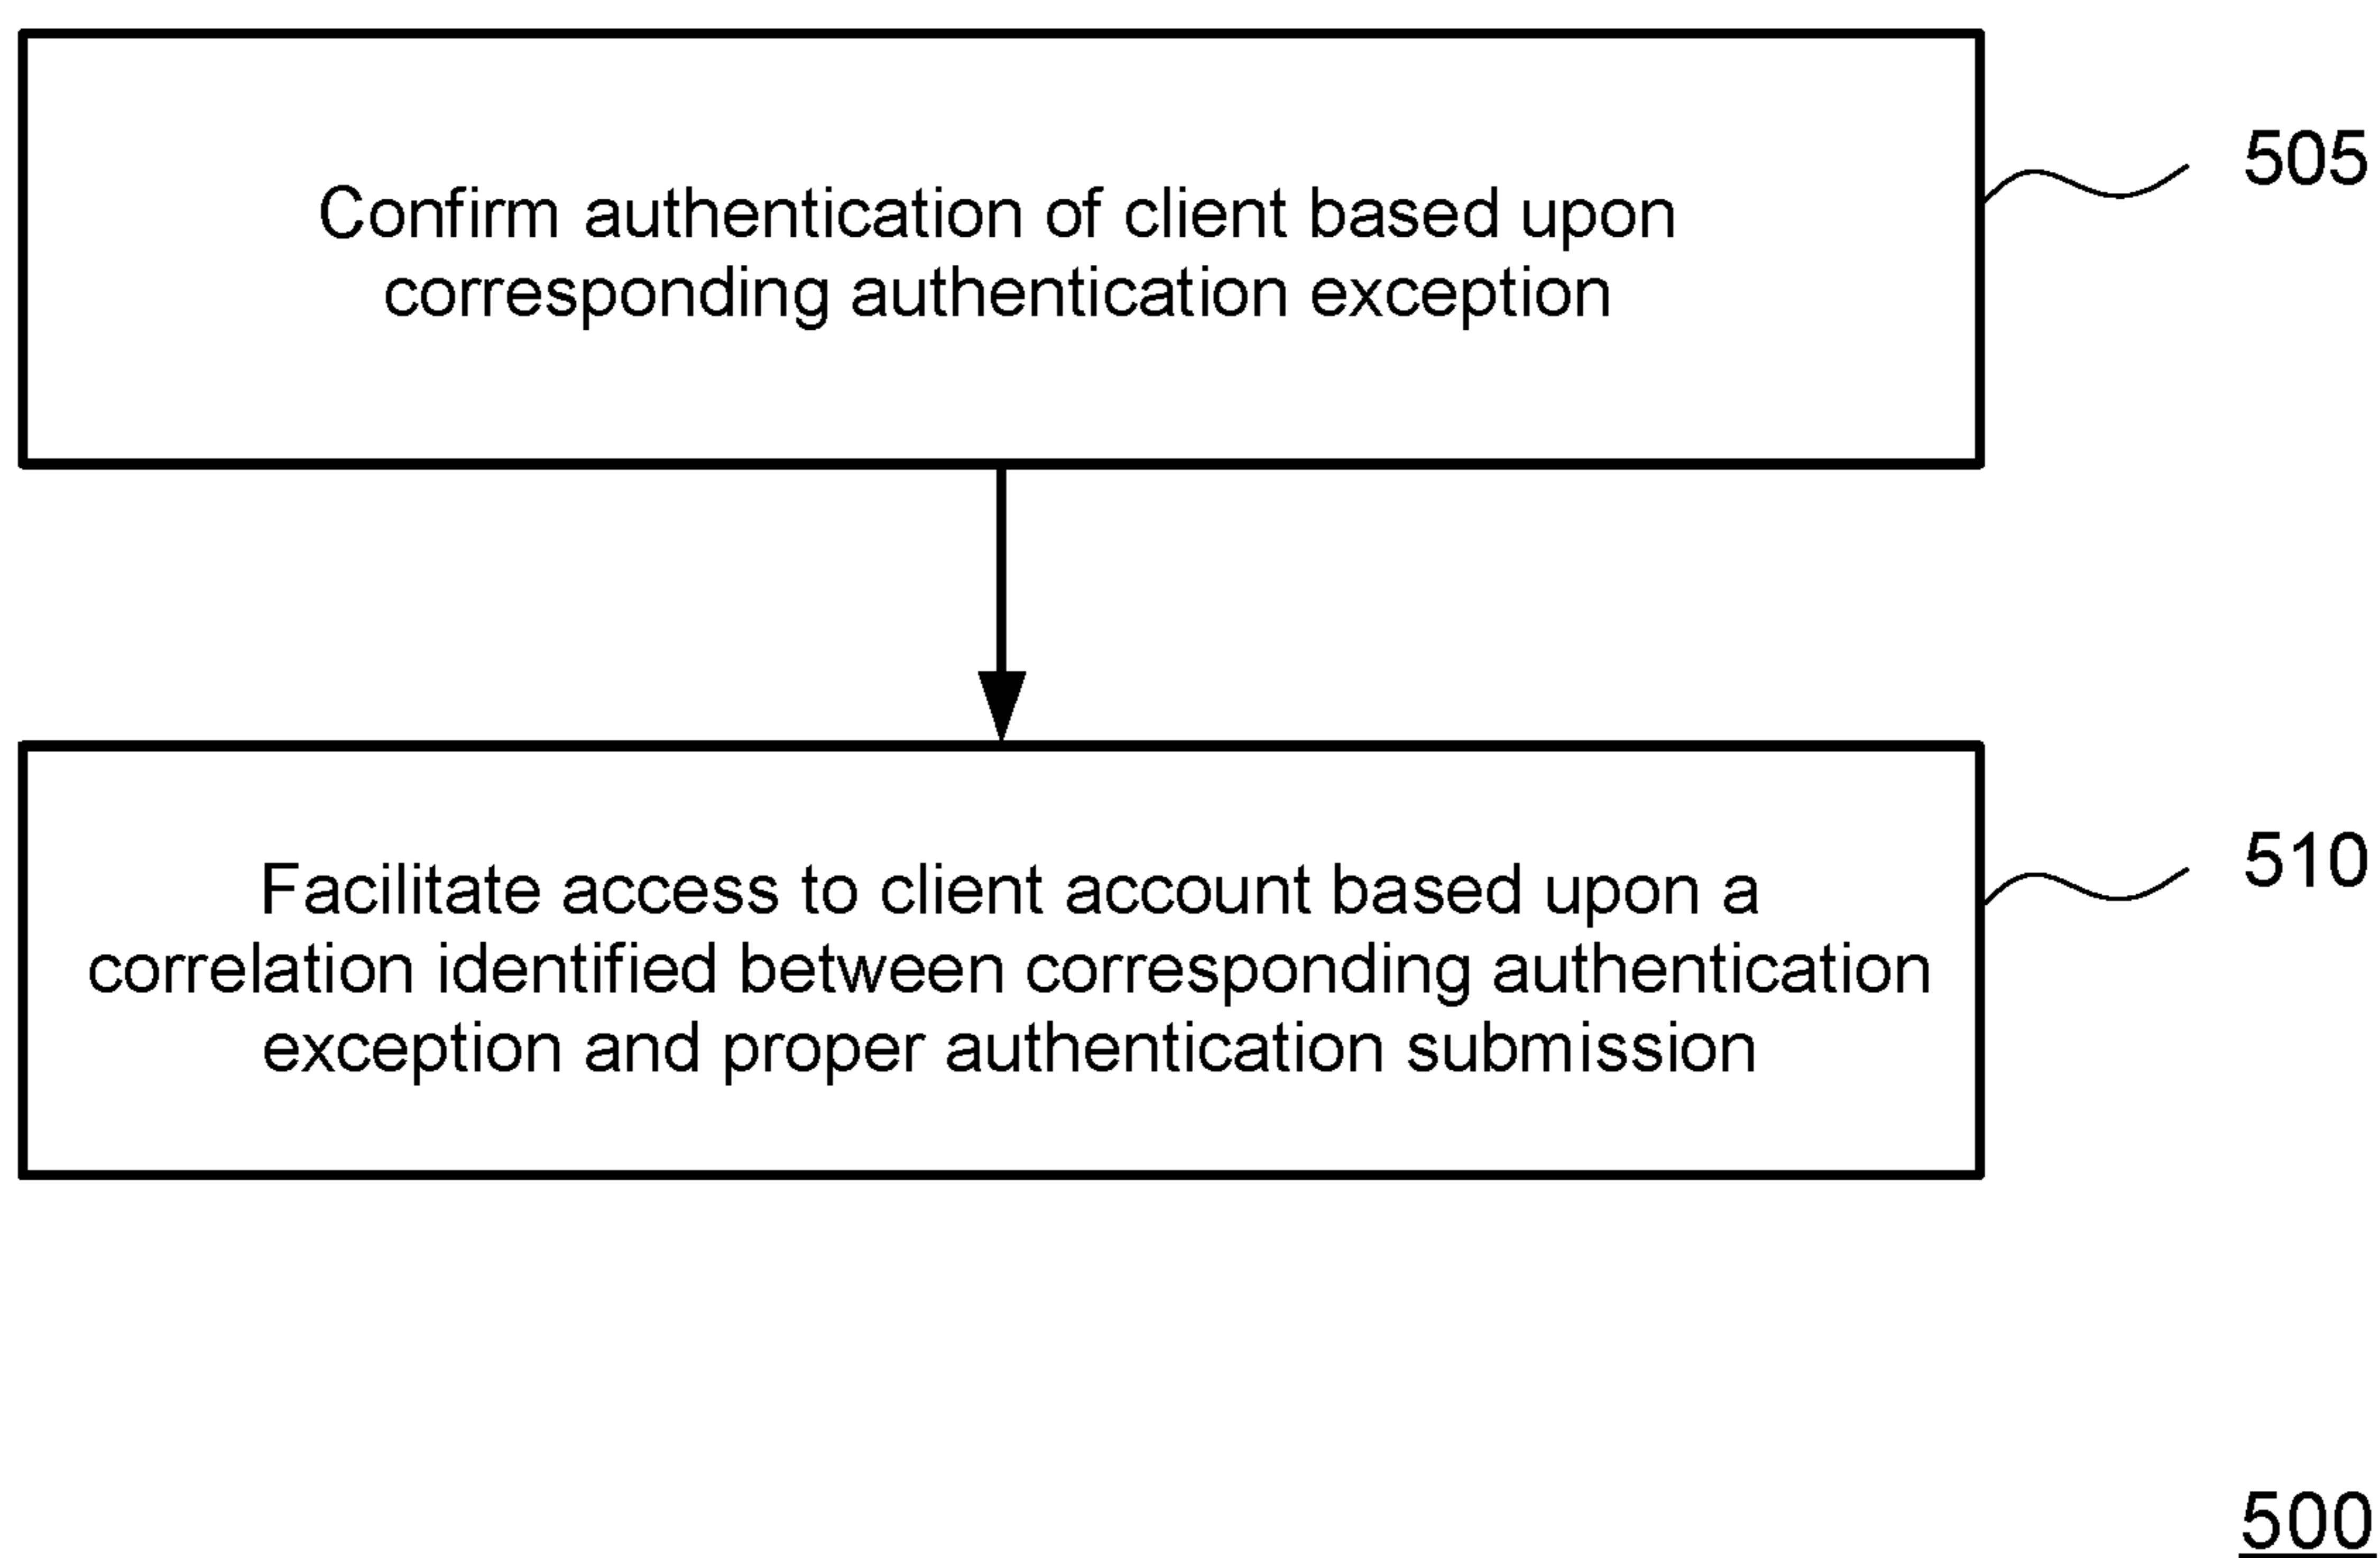 Confirm authentication of client based upon
corresponding authentication exception
505
Facilitate access to client account based upon a
correlation identified between corresponding authentication
exception and proper authentication submission
510
500